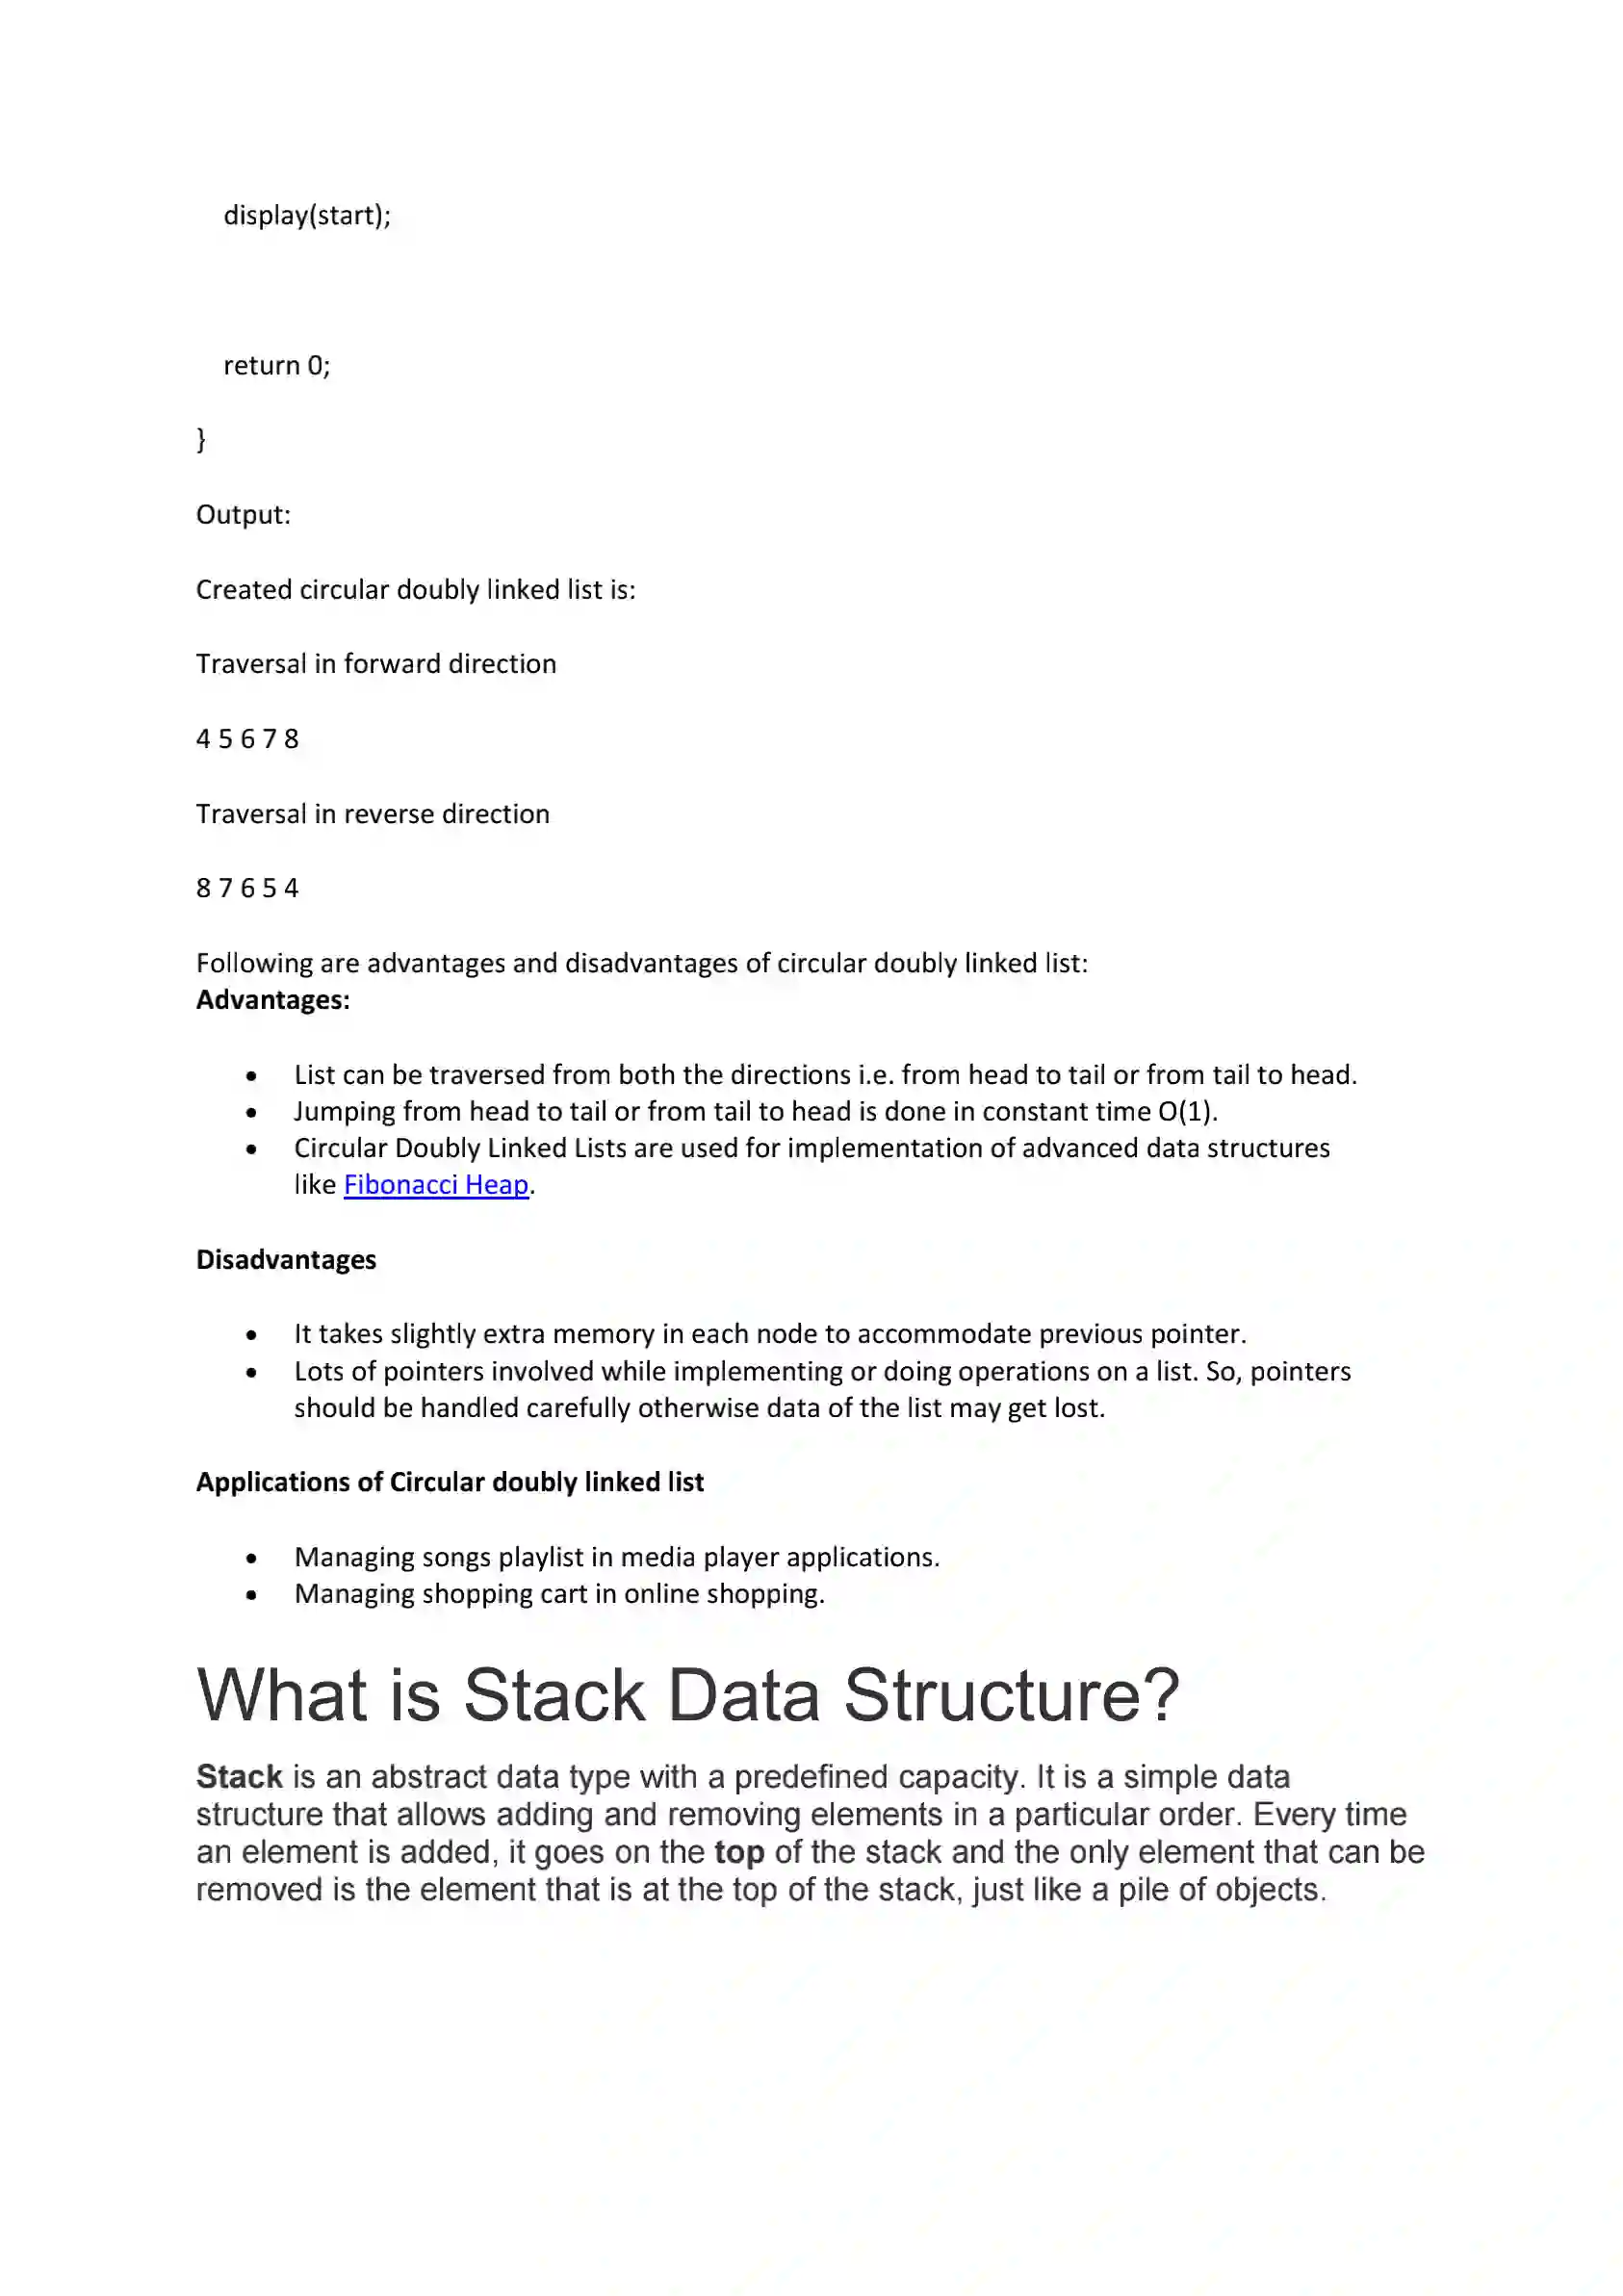 display(start);
return 0;
}
Output:
Created circular doubly linked list is:
Traversal in forward direction
4 5 6 7 8
Traversal in reverse direction
8 7 6 5 4
Following are advantages and disadvantages of circular doubly linked list:
Advantages:
• List can be traversed from both the directions i.e. from head to tail or from tail to head.
• Jumping from head to tail or from tail to head is done in constant time O(1).
• Circular Doubly Linked Lists are used for implementation of advanced data structures
like Fibonacci Heap.
Disadvantages
• It takes slightly extra memory in each node to accommodate previous pointer.
• Lots of pointers involved while implementing or doing operations on a list. So, pointers
should be handled carefully otherwise data of the list may get lost.
Applications of Circular doubly linked list
• Managing songs playlist in media player applications.
• Managing shopping cart in online shopping.
What is Stack Data Structure?
Stack is an abstract data type with a predefined capacity. It is a simple data
structure that allows adding and removing elements in a particular order. Every time
an element is added, it goes on the top of the stack and the only element that can be
removed is the element that is at the top of the stack, just like a pile of objects.